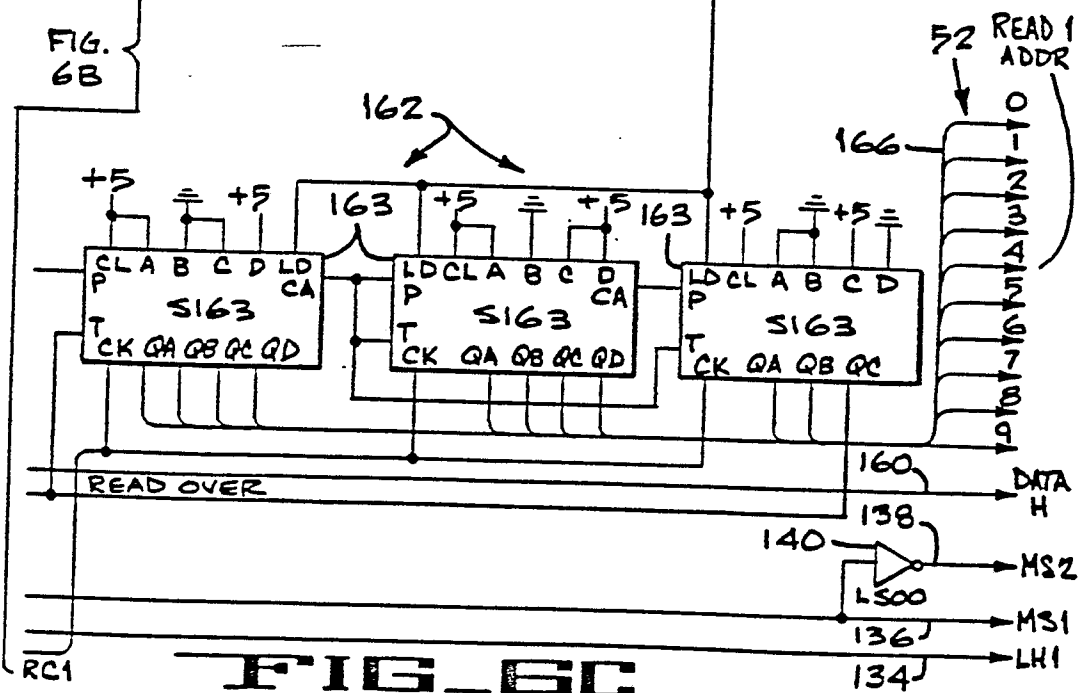 FIG.
6B
52 READ 1
ADDR
162
166
0
1
2
3
4
5
6
7
8
9
+5 +5 163 +5 +5 163 +5 +5
CL A B C D LD
P CA
S163
T
CK QA QB QC QD
LD CL A B C D
P CA
S163
T
CK QA QB QC QD
LD CL A B C D
P
S163
T
CK QA QB QC
160
READ OVER
DATA
H
138
140
MS2
LS00
136
MS1
LH1
134
RC1
FIG_6C